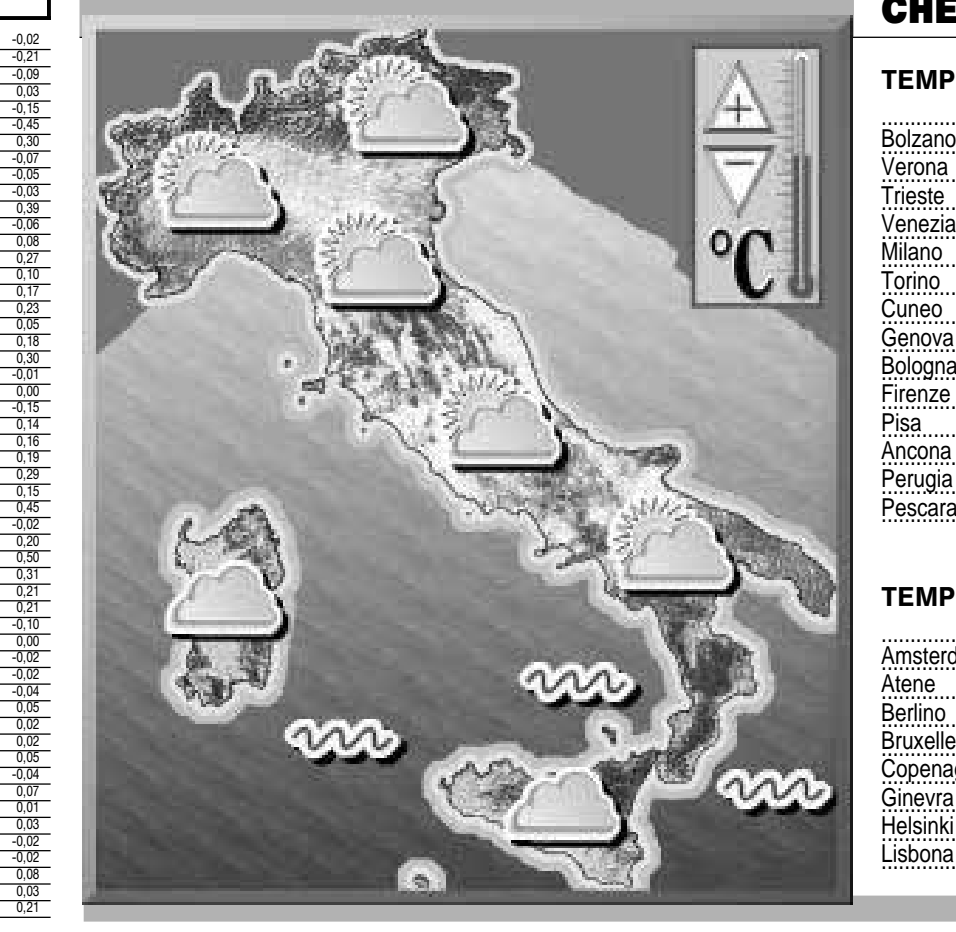 -0,02
-0,21
-0,09
0,03
-0,15
-0,45
0,30
-0,07
-0,05
-0,03
0,39
-0,06
0,08
0,27
0,10
0,17
0,23
0,05
0,18
0,30
-0,01
0,00
-0,15
0,14
0,16
0,19
0,29
0,15
0,45
-0,02
0,20
0,50
0,31
0,21
0,21
-0,10
0,00
-0,02
-0,02
-0,04
0,05
0,02
0,02
0,05
-0,04
0,07
0,01
0,03
-0,02
-0,02
0,08
0,03
0,21
+
−
°C
CHE
TEMP
Bolzano
Verona
Trieste
Venezia
Milano
Torino
Cuneo
Genova
Bologna
Firenze
Pisa
Ancona
Perugia
Pescara
TEMP
Amsterd
Atene
Berlino
Bruxelle
Copenag
Ginevra
Helsinki
Lisbona